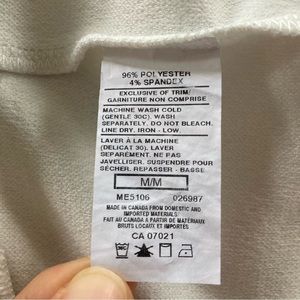 96% POLYESTER
4% SPANDEX
EXCLUSIVE OF TRIM/
GARNITURE NON COMPRISE
MACHINE WASH COLD
(GENTLE 30C). WASH
SEPARATELY. DO NOT BLEACH.
LINE DRY. IRON - LOW.
LAVER À LA MACHINE
(DELICAT 30). LAVER
SEPAREMENT. NE PAS
JAVELLISER. SUSPENDRE POUR
SÉCHER. REPASSER - BASSE
M/M
ME5106 026987
MADE IN CANADA FROM DOMESTIC AND
IMPORTED MATERIALS.
FAIT AU CANADA A PARTIR DE MATÉRIAUX
BRUTS LOCAUX ET IMPORTÉS
CA 07021